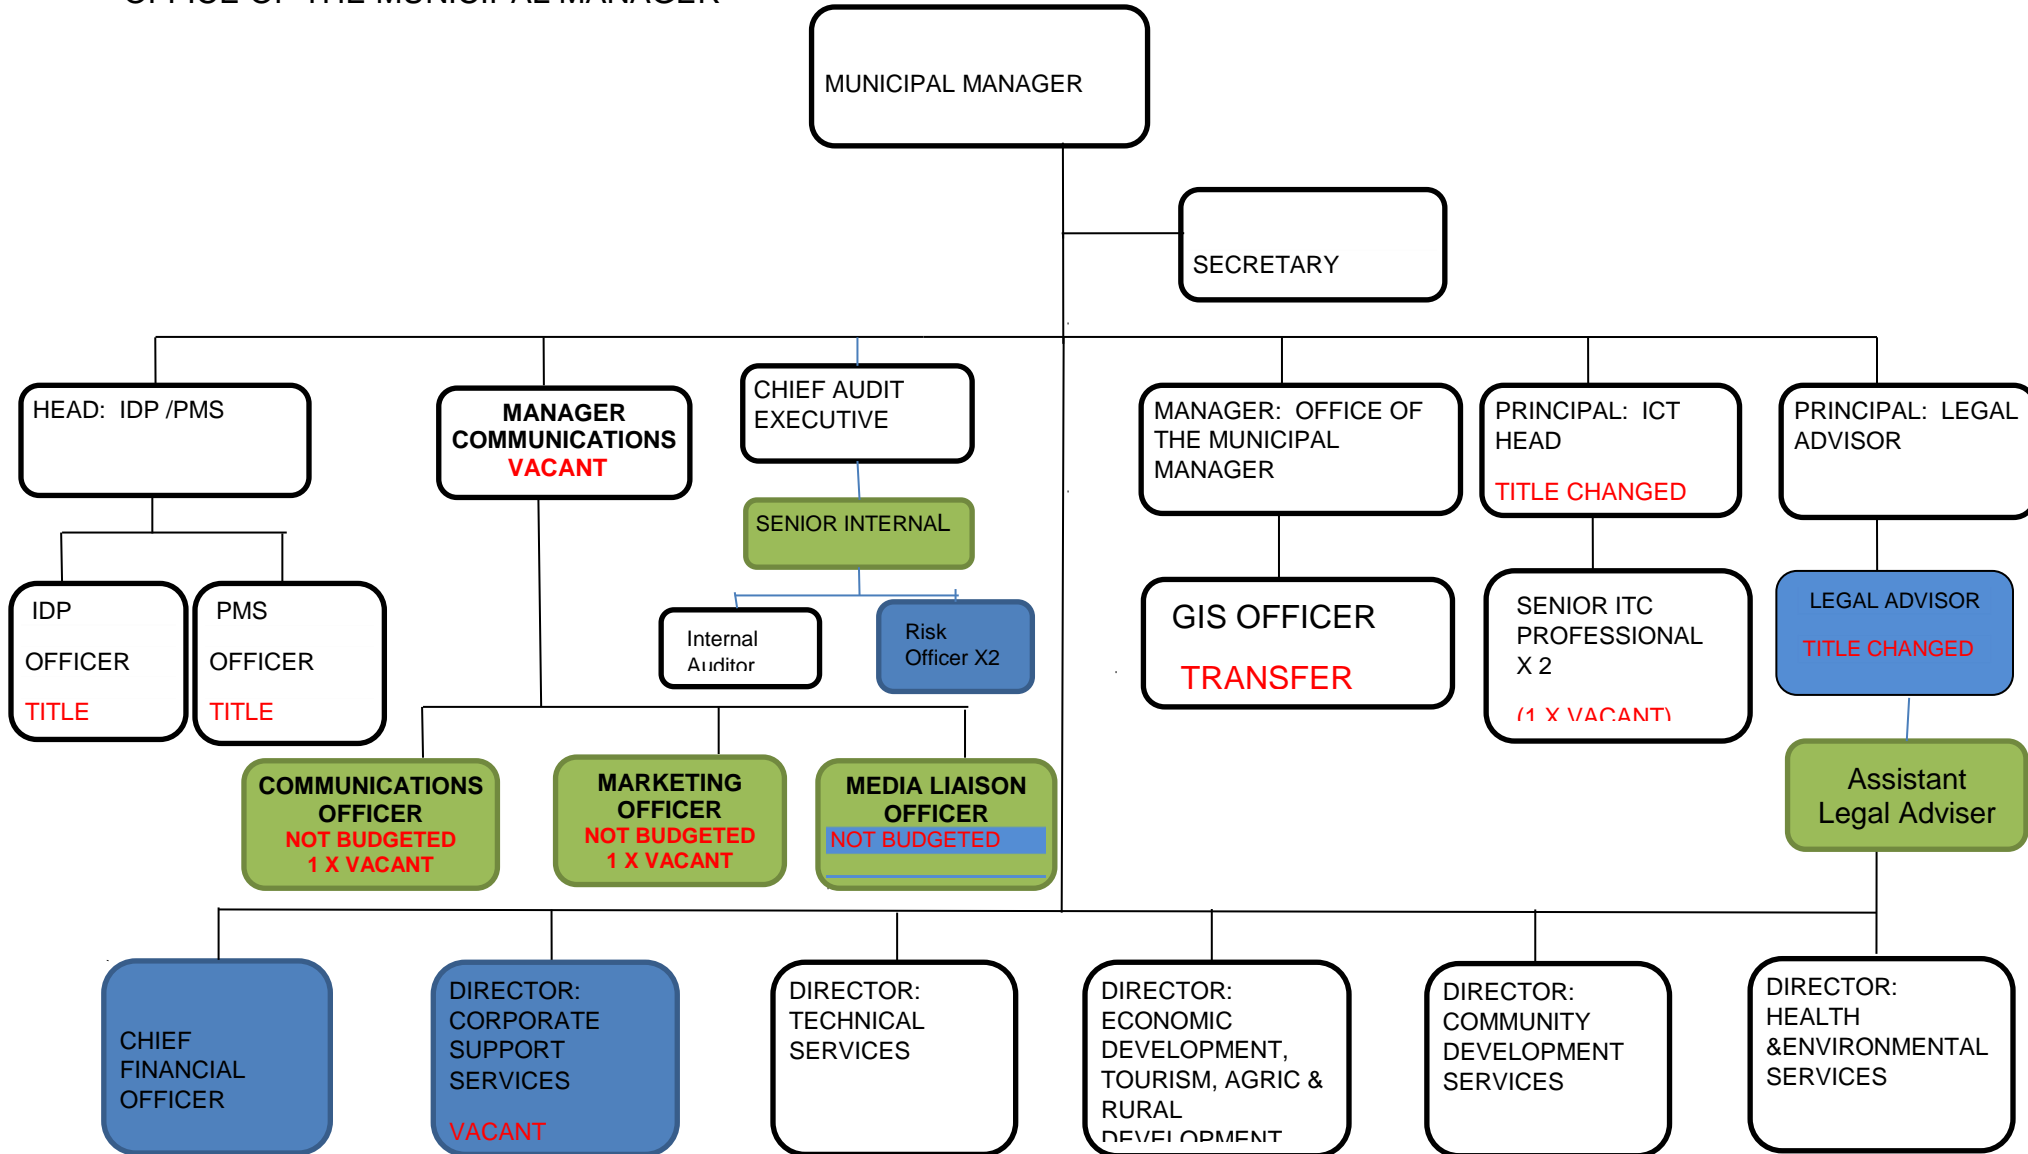 OFFICE OF THE MUNICIPAL MANAGER
MUNICIPAL MANAGER
SECRETARY
HEAD:  IDP /PMS
MANAGER
COMMUNICATIONS
VACANT
CHIEF AUDIT
EXECUTIVE
MANAGER:  OFFICE OF
THE MUNICIPAL
MANAGER
PRINCIPAL:  ICT
HEAD
TITLE CHANGED
PRINCIPAL:  LEGAL
ADVISOR
SENIOR INTERNAL
IDP
OFFICER
TITLE
PMS
OFFICER
TITLE
Internal
Auditor
Risk
Officer X2
GIS OFFICER
TRANSFER
SENIOR ITC
PROFESSIONAL
X 2
(1 X VACANT)
LEGAL ADVISOR
TITLE CHANGED
COMMUNICATIONS
OFFICER
NOT BUDGETED
1 X VACANT
MARKETING
OFFICER
NOT BUDGETED
1 X VACANT
MEDIA LIAISON
OFFICER
NOT BUDGETED
Assistant
Legal Adviser
CHIEF
FINANCIAL
OFFICER
DIRECTOR:
CORPORATE
SUPPORT
SERVICES
VACANT
DIRECTOR:
TECHNICAL
SERVICES
DIRECTOR:
ECONOMIC
DEVELOPMENT,
TOURISM, AGRIC &
RURAL
DEVELOPMENT
DIRECTOR:
COMMUNITY
DEVELOPMENT
SERVICES
DIRECTOR:
HEALTH
&ENVIRONMENTAL
SERVICES